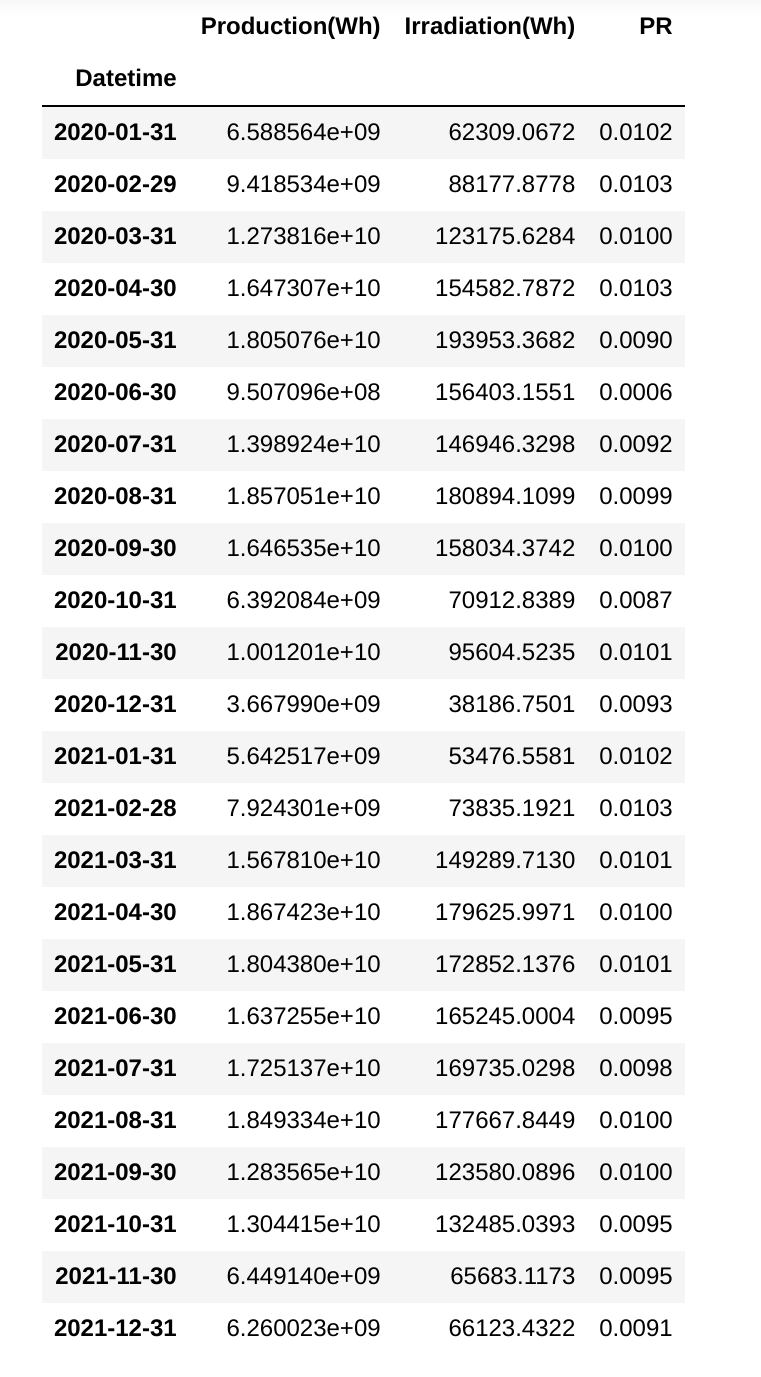 Production(Wh) Irradiation(Wh) PR
Datetime
2020-01-31 6.588564e+09 62309.0672 0.0102
2020-02-29 9.418534e+09 88177.8778 0.0103
2020-03-31 1.273816e+10 123175.6284 0.0100
2020-04-30 1.647307e+10 154582.7872 0.0103
2020-05-31 1.805076e+10 193953.3682 0.0090
2020-06-30 9.507096e+08 156403.1551 0.0006
2020-07-31 1.398924e+10 146946.3298 0.0092
2020-08-31 1.857051e+10 180894.1099 0.0099
2020-09-30 1.646535e+10 158034.3742 0.0100
2020-10-31 6.392084e+09 70912.8389 0.0087
2020-11-30 1.001201e+10 95604.5235 0.0101
2020-12-31 3.667990e+09 38186.7501 0.0093
2021-01-31 5.642517e+09 53476.5581 0.0102
2021-02-28 7.924301e+09 73835.1921 0.0103
2021-03-31 1.567810e+10 149289.7130 0.0101
2021-04-30 1.867423e+10 179625.9971 0.0100
2021-05-31 1.804380e+10 172852.1376 0.0101
2021-06-30 1.637255e+10 165245.0004 0.0095
2021-07-31 1.725137e+10 169735.0298 0.0098
2021-08-31 1.849334e+10 177667.8449 0.0100
2021-09-30 1.283565e+10 123580.0896 0.0100
2021-10-31 1.304415e+10 132485.0393 0.0095
2021-11-30 6.449140e+09 65683.1173 0.0095
2021-12-31 6.260023e+09 66123.4322 0.0091